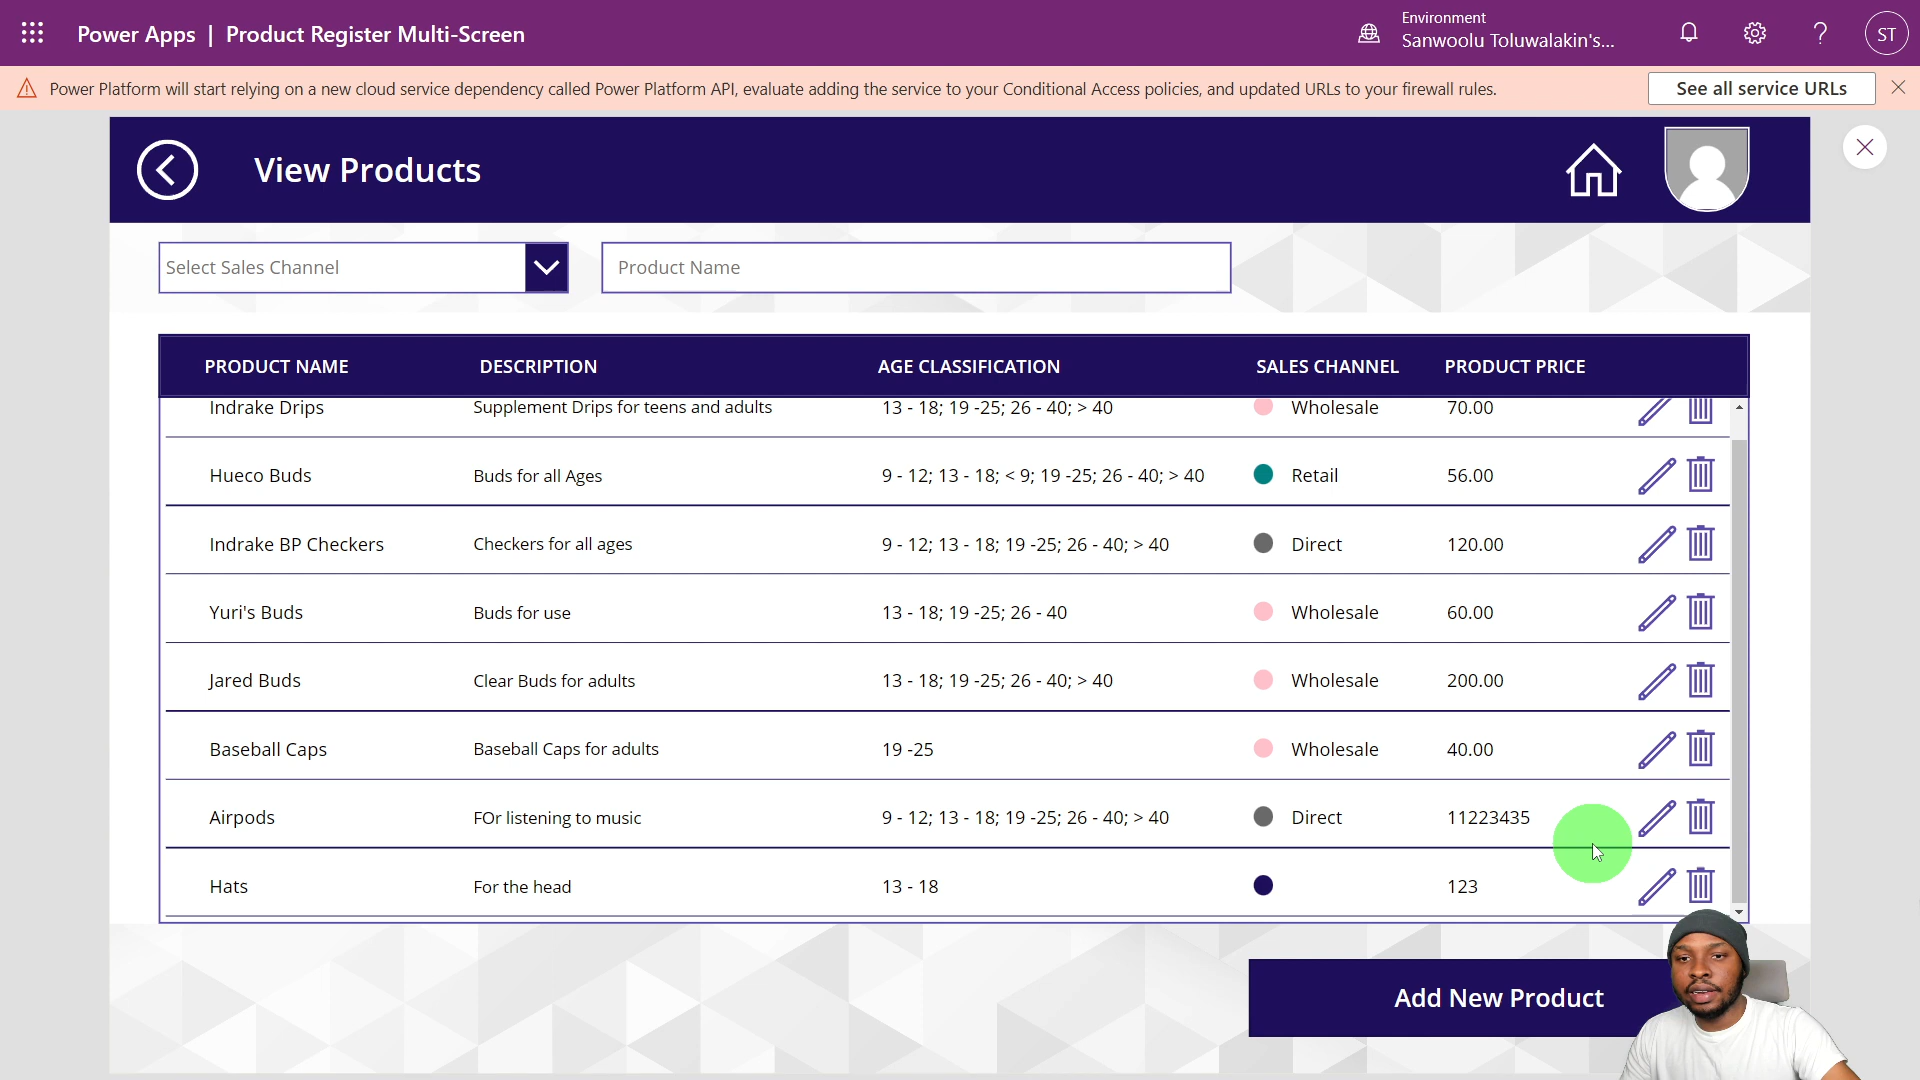 Power Apps | Product Register Multi-Screen
Environment
Sanwoolu Toluwalakin's...
ST
Power Platform will start relying on a new cloud service dependency called Power Platform API, evaluate adding the service to your Conditional Access policies, and updated URLs to your firewall rules.
See all service URLs
View Products
Select Sales Channel
Product Name
PRODUCT NAME DESCRIPTION AGE CLASSIFICATION SALES CHANNEL PRODUCT PRICE
Indrake Drips Supplement Drips for teens and adults 13 - 18; 19 -25; 26 - 40; > 40 Wholesale 70.00
Hueco Buds Buds for all Ages 9 - 12; 13 - 18; < 9; 19 -25; 26 - 40; > 40 Retail 56.00
Indrake BP Checkers Checkers for all ages 9 - 12; 13 - 18; 19 -25; 26 - 40; > 40 Direct 120.00
Yuri's Buds Buds for use 13 - 18; 19 -25; 26 - 40 Wholesale 60.00
Jared Buds Clear Buds for adults 13 - 18; 19 -25; 26 - 40; > 40 Wholesale 200.00
Baseball Caps Baseball Caps for adults 19 -25 Wholesale 40.00
Airpods FOr listening to music 9 - 12; 13 - 18; 19 -25; 26 - 40; > 40 Direct 11223435
Hats For the head 13 - 18 123
Add New Product